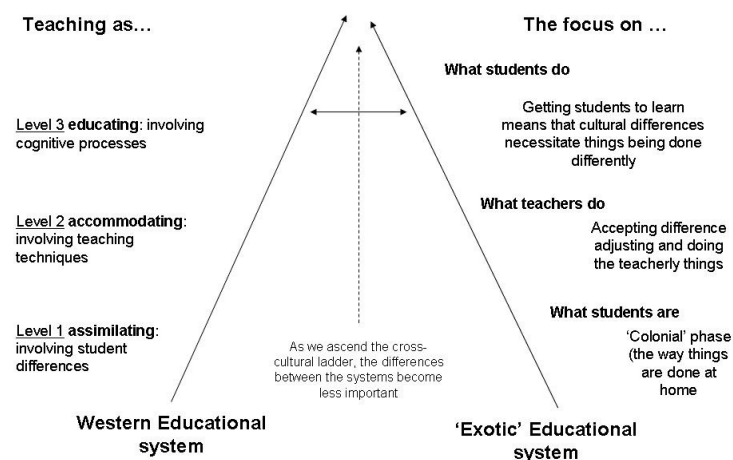 Teaching as…
The focus on …
What students do
Level 3 educating: involving
cognitive processes
Getting students to learn
means that cultural differences
necessitate things being done
differently
What teachers do
Level 2 accommodating:
involving teaching
techniques
Accepting difference
adjusting and doing
the teacherly things
What students are
Level 1 assimilating:
involving student
differences
'Colonial' phase
(the way things
are done at
home
As we ascend the cross-
cultural ladder, the differences
between the systems become
less important
Western Educational
system
'Exotic' Educational
system